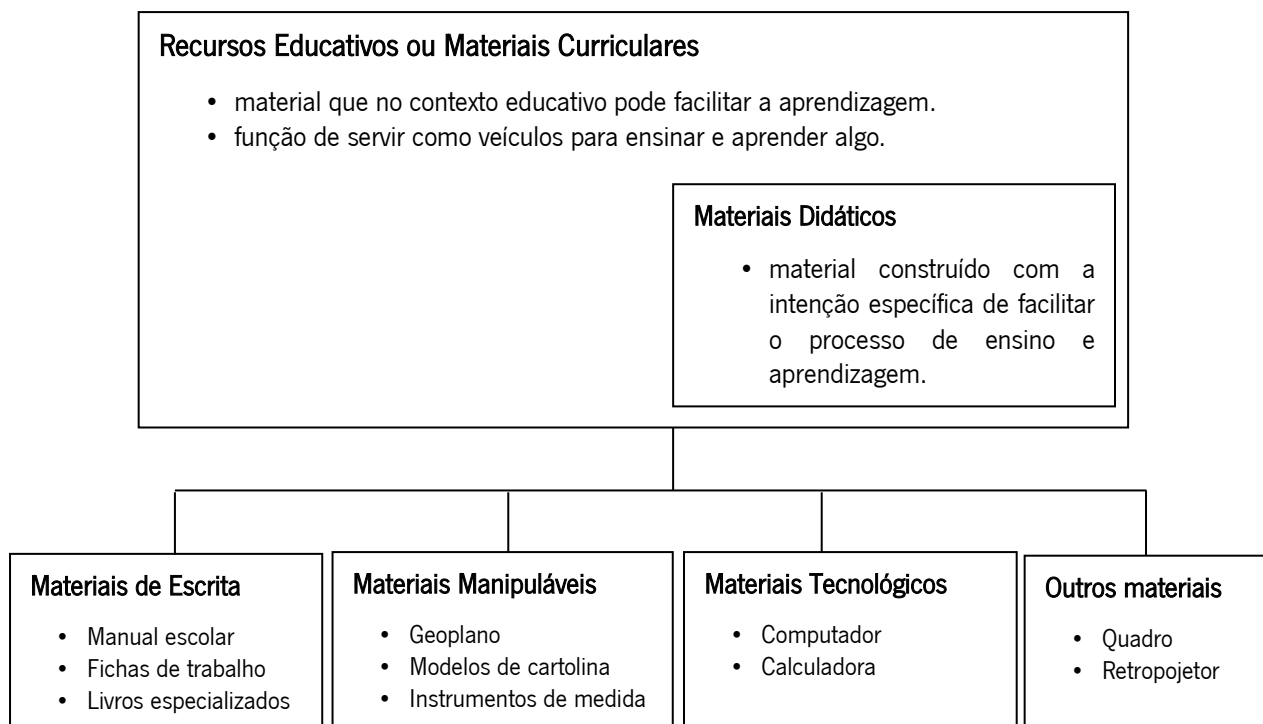 Recursos Educativos ou Materiais Curriculares
• material que no contexto educativo pode facilitar a aprendizagem.
• função de servir como veículos para ensinar e aprender algo.
Materiais Didáticos
• material construído com a
intenção específica de facilitar
o processo de ensino e
aprendizagem.
Materiais de Escrita
• Manual escolar
• Fichas de trabalho
• Livros especializados
Materiais Manipuláveis
• Geoplano
• Modelos de cartolina
• Instrumentos de medida
Materiais Tecnológicos
• Computador
• Calculadora
Outros materiais
• Quadro
• Retropojetor